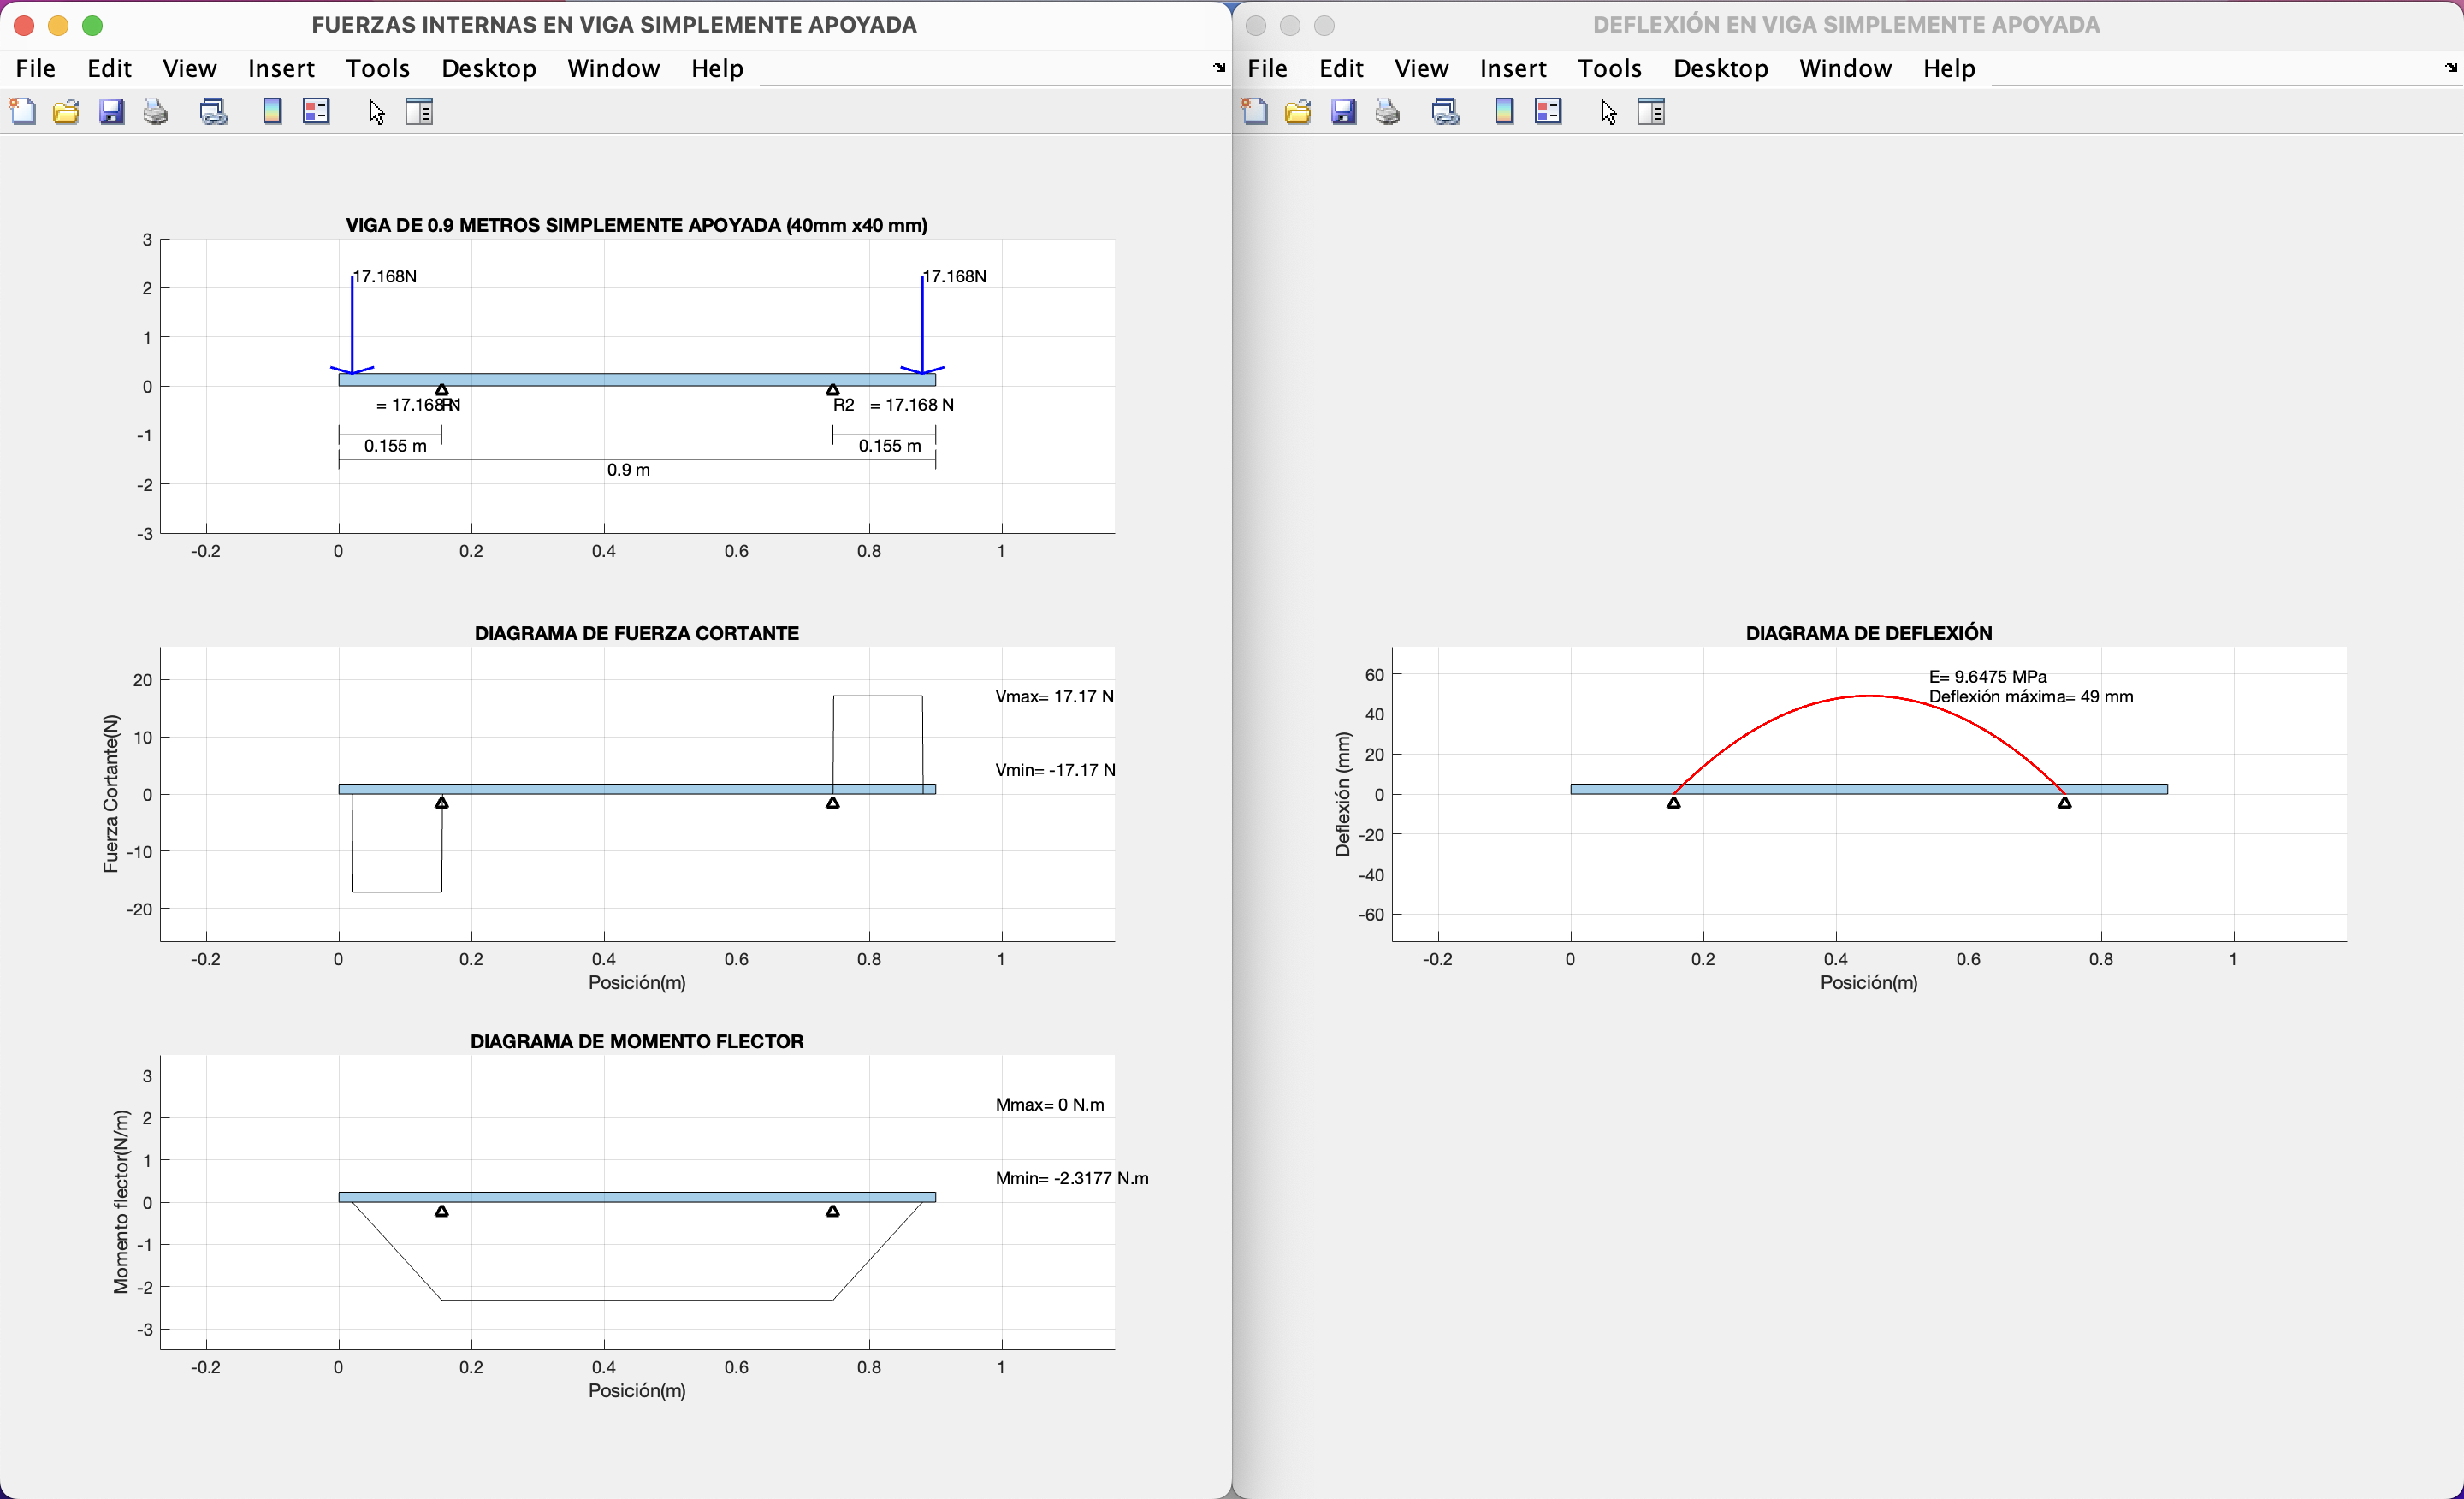 FUERZAS INTERNAS EN VIGA SIMPLEMENTE APOYADA
File Edit View Insert Tools Desktop Window Help
VIGA DE 0.9 METROS SIMPLEMENTE APOYADA (40mm x40 mm)
3
2
1
0
-1
-2
-3
17.168N
17.168N
= 17.168 N
R1
R2 = 17.168 N
0.155 m
0.155 m
0.9 m
-0.2 0 0.2 0.4 0.6 0.8 1
DIAGRAMA DE FUERZA CORTANTE
Fuerza Cortante(N)
20
10
0
-10
-20
Vmax= 17.17 N
Vmin= -17.17 N
-0.2 0 0.2 0.4 0.6 0.8 1
Posición(m)
DIAGRAMA DE MOMENTO FLECTOR
Momento flector(N/m)
3
2
1
0
-1
-2
-3
Mmax= 0 N.m
Mmin= -2.3177 N.m
-0.2 0 0.2 0.4 0.6 0.8 1
Posición(m)
DEFLEXIÓN EN VIGA SIMPLEMENTE APOYADA
File Edit View Insert Tools Desktop Window Help
DIAGRAMA DE DEFLEXIÓN
Deflexión (mm)
60
40
20
0
-20
-40
-60
E= 9.6475 MPa
Deflexión máxima= 49 mm
-0.2 0 0.2 0.4 0.6 0.8 1
Posición(m)